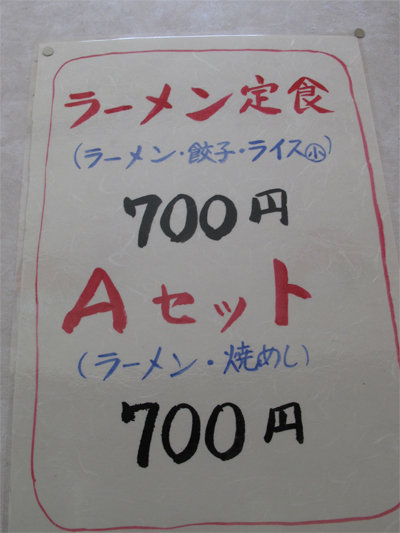 ラーメン定食
(ラーメン・餃子・ライス㊙小)
700円
Aセット
(ラーメン・焼めし)
700円